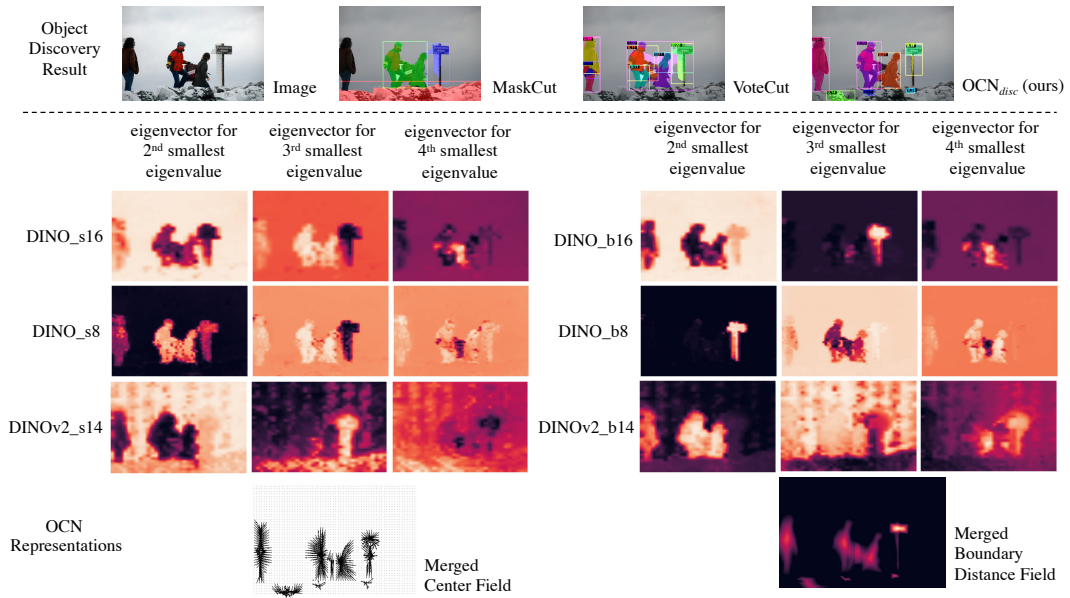 Object
Discovery
Result
Image
MaskCut
VoteCut
OCN_disc (ours)
eigenvector for
2nd smallest
eigenvalue
eigenvector for
3rd smallest
eigenvalue
eigenvector for
4th smallest
eigenvalue
eigenvector for
2nd smallest
eigenvalue
eigenvector for
3rd smallest
eigenvalue
eigenvector for
4th smallest
eigenvalue
DINO_s16
DINO_b16
DINO_s8
DINO_b8
DINOv2_s14
DINOv2_b14
OCN
Representations
Merged
Center Field
Merged
Boundary
Distance Field